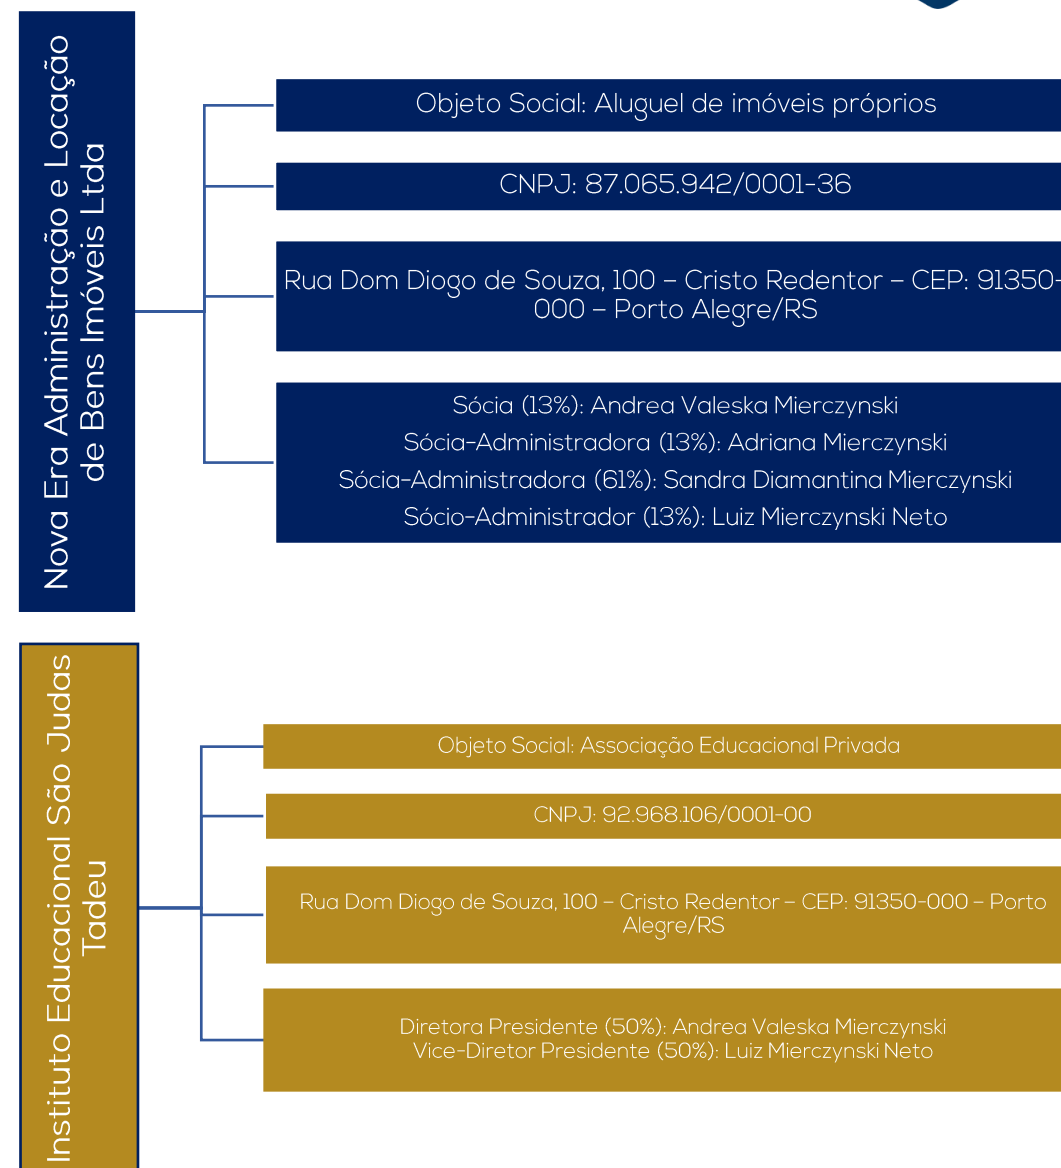 Nova Era Administração e Locação
de Bens Imóveis Ltda
Objeto Social: Aluguel de imóveis próprios
CNPJ: 87.065.942/0001-36
Rua Dom Diogo de Souza, 100 – Cristo Redentor – CEP: 91350-
000 – Porto Alegre/RS
Sócia (13%): Andrea Valeska Mierczynski
Sócia-Administradora (13%): Adriana Mierczynski
Sócia-Administradora (61%): Sandra Diamantina Mierczynski
Sócio-Administrador (13%): Luiz Mierczynski Neto
Instituto Educacional São Judas
Tadeu
Objeto Social: Associação Educacional Privada
CNPJ: 92.968.106/0001-00
Rua Dom Diogo de Souza, 100 – Cristo Redentor – CEP: 91350-000 – Porto
Alegre/RS
Diretora Presidente (50%): Andrea Valeska Mierczynski
Vice-Diretor Presidente (50%): Luiz Mierczynski Neto